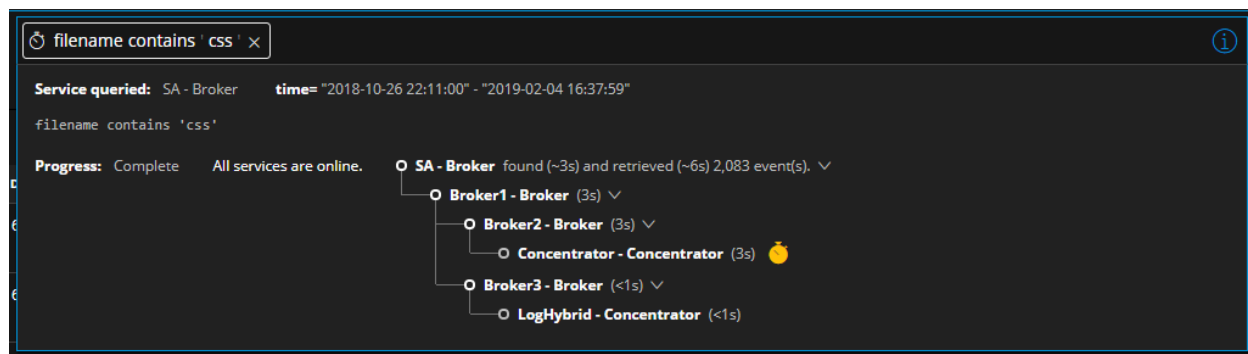 filename contains ' css ' ×
Service queried: SA - Broker time= "2018-10-26 22:11:00" - "2019-02-04 16:37:59"
filename contains 'css'
Progress: Complete All services are online. SA - Broker found (~3s) and retrieved (~6s) 2,083 event(s).
Broker1 - Broker (3s)
Broker2 - Broker (3s)
Concentrator - Concentrator (3s)
Broker3 - Broker (<1s)
LogHybrid - Concentrator (<1s)